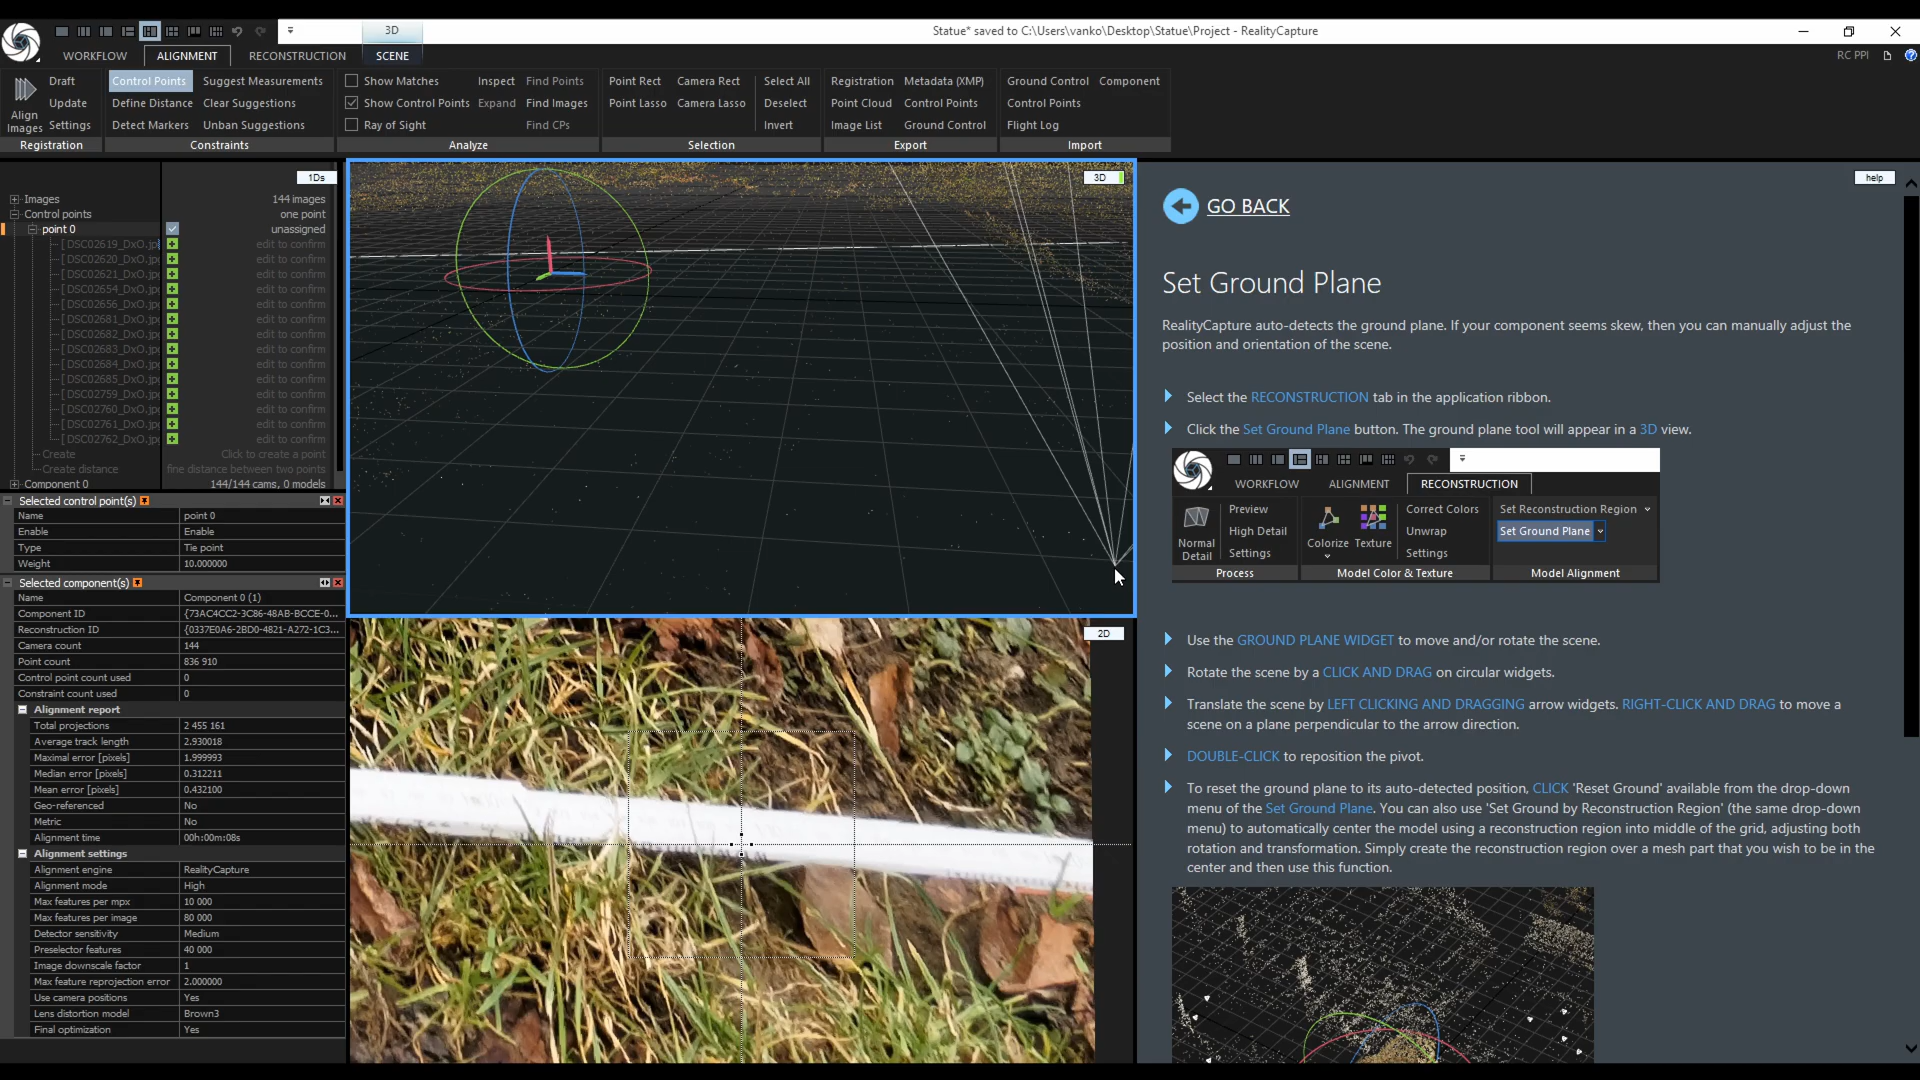 3D
Statue* saved to C:\Users\vanko\Desktop\Statue\Project - RealityCapture
WORKFLOW
ALIGNMENT
RECONSTRUCTION
SCENE
RC PPI
Align Images
Draft
Update
Settings
Registration
Control Points
Suggest Measurements
Define Distance
Clear Suggestions
Detect Markers
Unban Suggestions
Constraints
Show Matches
Inspect
Find Points
Show Control Points
Expand
Find Images
Ray of Sight
Find CPs
Analyze
Point Rect
Camera Rect
Select All
Point Lasso
Camera Lasso
Deselect
Invert
Selection
Registration
Metadata (XMP)
Point Cloud
Control Points
Image List
Ground Control
Export
Ground Control
Component
Control Points
Flight Log
Import
1Ds
Images 144 images
Control points one point
point 0 unassigned
[ DSC02619_DxO.jpg edit to confirm
[ DSC02620_DxO.jpg edit to confirm
[ DSC02621_DxO.jpg edit to confirm
[ DSC02654_DxO.jpg edit to confirm
[ DSC02656_DxO.jpg edit to confirm
[ DSC02681_DxO.jpg edit to confirm
[ DSC02682_DxO.jpg edit to confirm
[ DSC02683_DxO.jpg edit to confirm
[ DSC02684_DxO.jpg edit to confirm
[ DSC02685_DxO.jpg edit to confirm
[ DSC02759_DxO.jpg edit to confirm
[ DSC02760_DxO.jpg edit to confirm
[ DSC02761_DxO.jpg edit to confirm
[ DSC02762_DxO.jpg edit to confirm
Create Click to create a point
Create distance fine distance between two points
Component 0 144/144 cams, 0 models
Selected control point(s)
Name point 0
Enable Enable
Type Tie point
Weight 10.000000
Selected component(s)
Name Component 0 (1)
Component ID {73AC4CC2-3C86-48AB-BCCE-0...
Reconstruction ID {0337E0A6-2BD0-4821-A272-1C3...
Camera count 144
Point count 836 910
Control point count used 0
Constraint count used 0
Alignment report
Total projections 2 455 161
Average track length 2.930018
Maximal error [pixels] 1.999993
Median error [pixels] 0.312211
Mean error [pixels] 0.432100
Geo-referenced No
Metric No
Alignment time 00h:00m:08s
Alignment settings
Alignment engine RealityCapture
Alignment mode High
Max features per mpx 10 000
Max features per image 80 000
Detector sensitivity Medium
Preselector features 40 000
Image downscale factor 1
Max feature reprojection error 2.000000
Use camera positions Yes
Lens distortion model Brown3
Final optimization Yes
3D
2D
help
GO BACK
Set Ground Plane
RealityCapture auto-detects the ground plane. If your component seems skew, then you can manually adjust the
position and orientation of the scene.
Select the RECONSTRUCTION tab in the application ribbon.
Click the Set Ground Plane button. The ground plane tool will appear in a 3D view.
WORKFLOW
ALIGNMENT
RECONSTRUCTION
Normal Detail
Preview
High Detail
Settings
Process
Colorize
Texture
Correct Colors
Unwrap
Settings
Model Color & Texture
Set Reconstruction Region
Set Ground Plane
Model Alignment
Use the GROUND PLANE WIDGET to move and/or rotate the scene.
Rotate the scene by a CLICK AND DRAG on circular widgets.
Translate the scene by LEFT CLICKING AND DRAGGING arrow widgets. RIGHT-CLICK AND DRAG to move a
scene on a plane perpendicular to the arrow direction.
DOUBLE-CLICK to reposition the pivot.
To reset the ground plane to its auto-detected position, CLICK 'Reset Ground' available from the drop-down
menu of the Set Ground Plane. You can also use 'Set Ground by Reconstruction Region' (the same drop-down
menu) to automatically center the model using a reconstruction region into middle of the grid, adjusting both
rotation and transformation. Simply create the reconstruction region over a mesh part that you wish to be in the
center and then use this function.